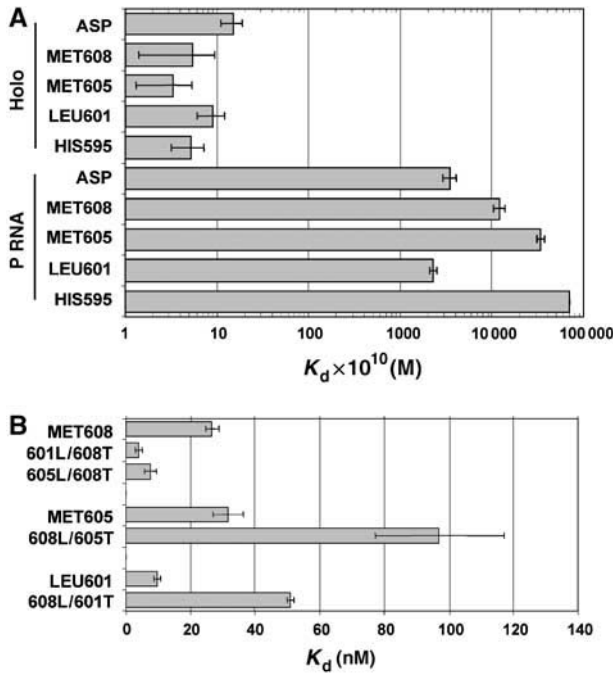 A
Holo
ASP
MET608
MET605
LEU601
HIS595
P RNA
ASP
MET608
MET605
LEU601
HIS595
1 10 100 1000 10 000 100 000
Kd × 10¹⁰ (M)
B
MET608
601L/608T
605L/608T
MET605
608L/605T
LEU601
608L/601T
0 20 40 60 80 100 120 140
Kd (nM)